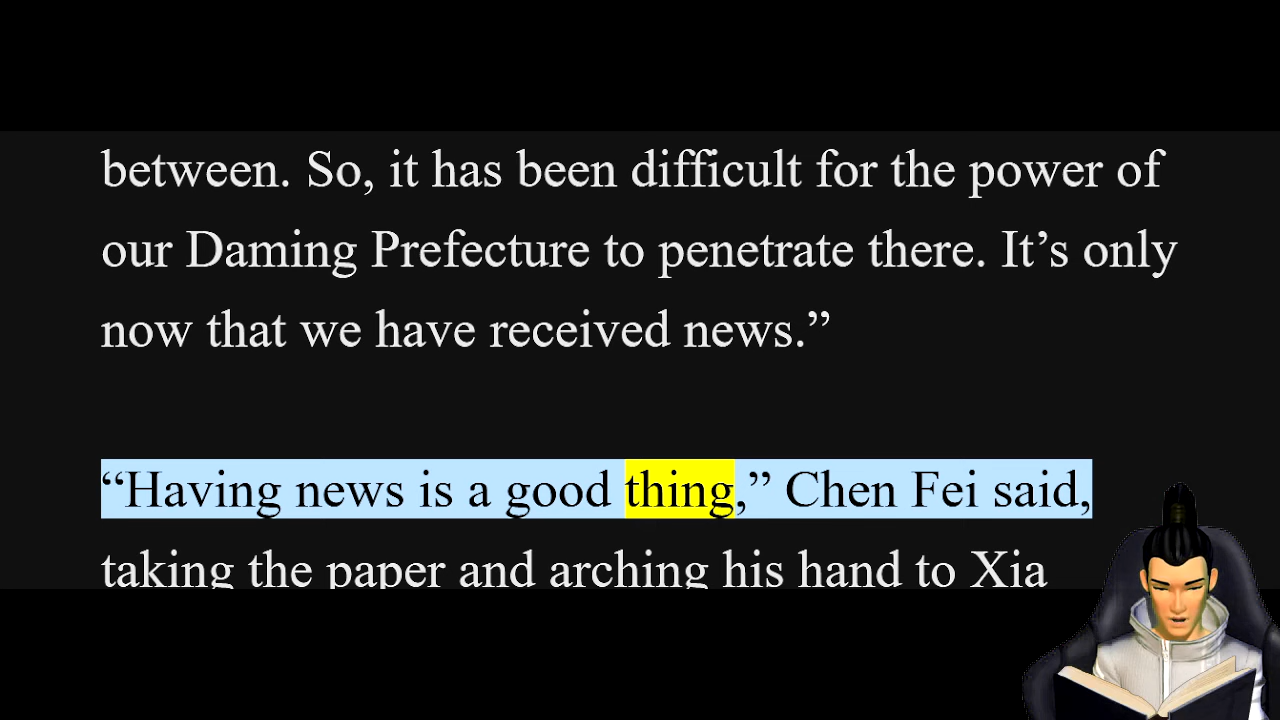 between. So, it has been difficult for the power of
our Daming Prefecture to penetrate there. It’s only
now that we have received news.”
“Having news is a good thing,” Chen Fei said,
taking the paper and arching his hand to Xia